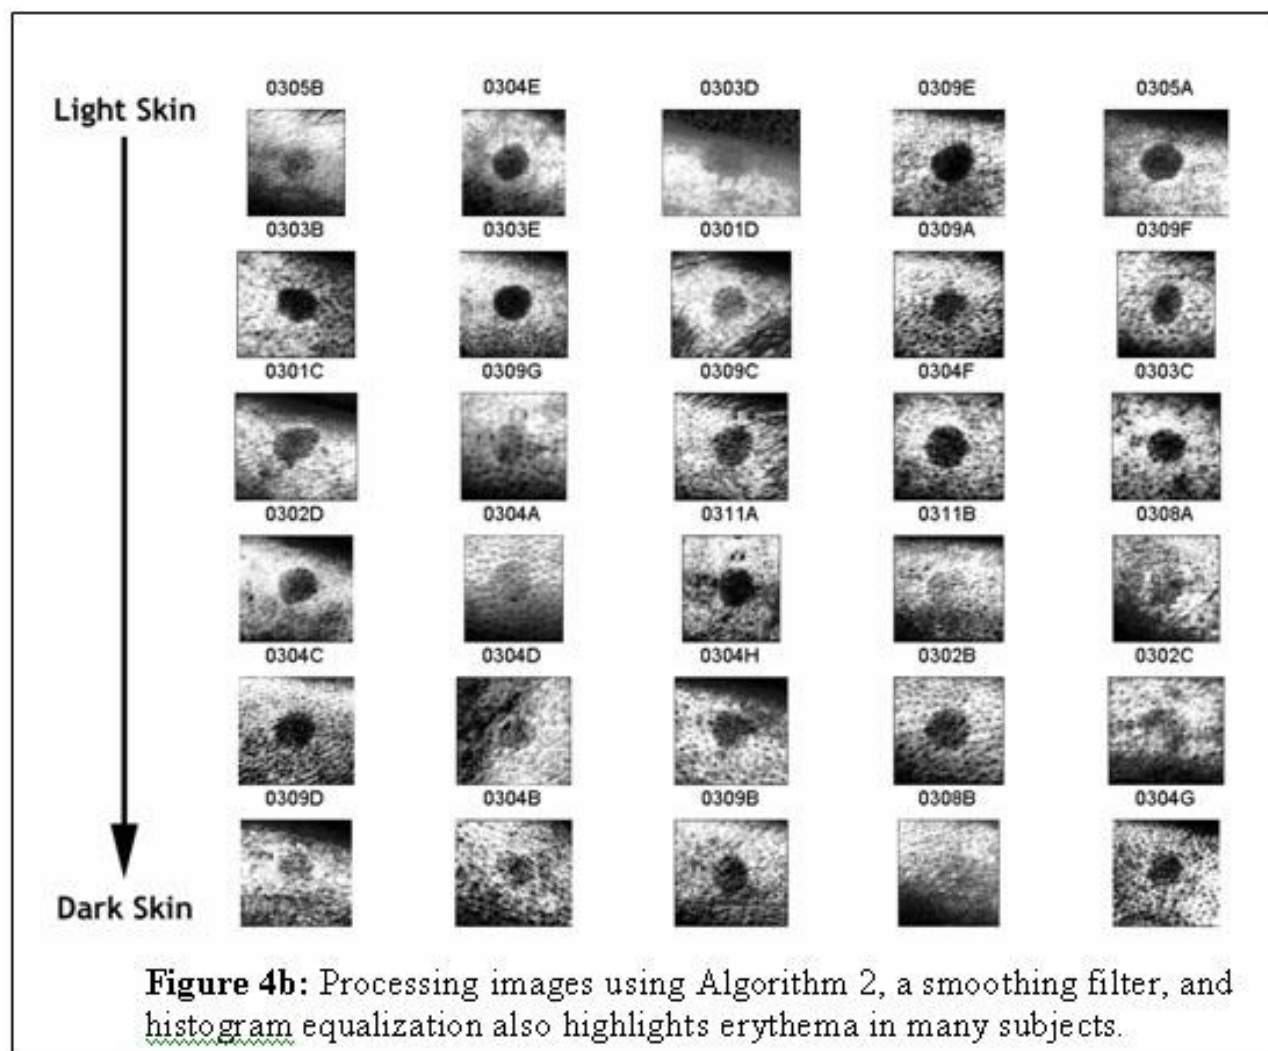 0305B 0304E 0303D 0309E 0305A
Light Skin
0303B 0303E 0301D 0309A 0309F
0301C 0309G 0309C 0304F 0303C
0302D 0304A 0311A 0311B 0308A
0304C 0304D 0304H 0302B 0302C
0309D 0304B 0309B 0308B 0304G
Dark Skin
Figure 4b: Processing images using Algorithm 2, a smoothing filter, and
histogram equalization also highlights erythema in many subjects.